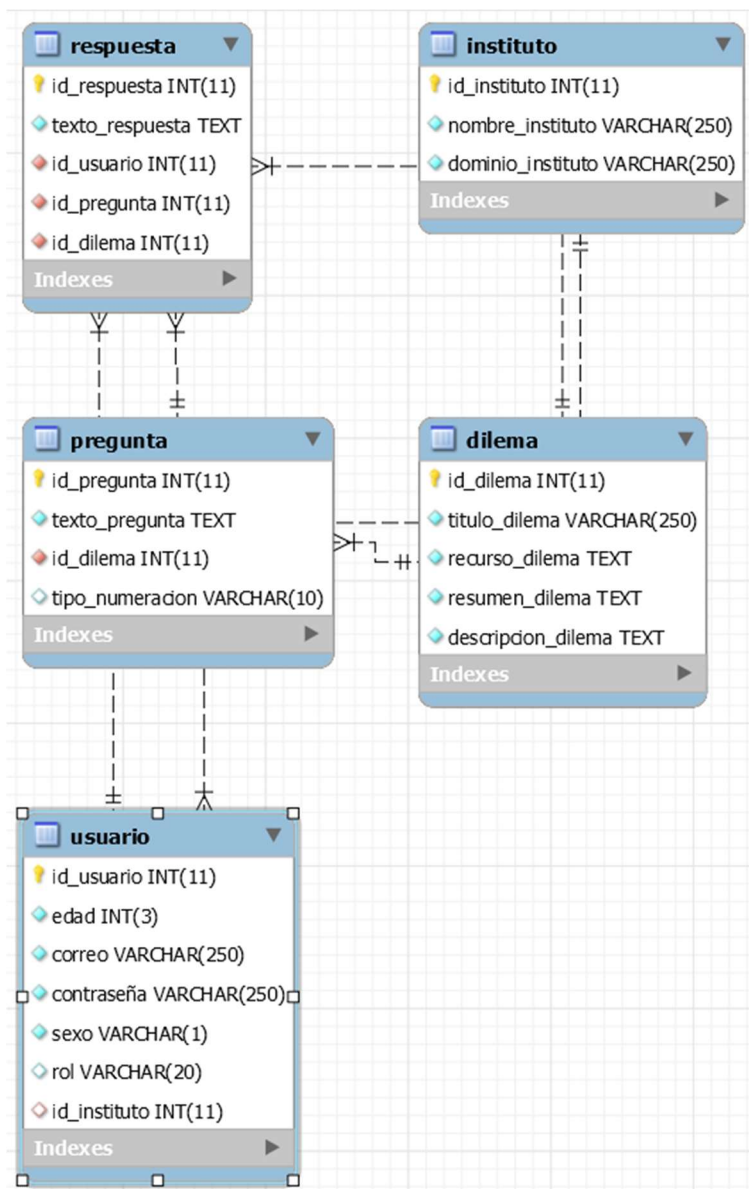 respuesta
id_respuesta INT(11)
texto_respuesta TEXT
id_usuario INT(11)
id_pregunta INT(11)
id_dilema INT(11)
Indexes
instituto
id_instituto INT(11)
nombre_instituto VARCHAR(250)
dominio_instituto VARCHAR(250)
Indexes
pregunta
id_pregunta INT(11)
texto_pregunta TEXT
id_dilema INT(11)
tipo_numeracion VARCHAR(10)
Indexes
dilema
id_dilema INT(11)
titulo_dilema VARCHAR(250)
recurso_dilema TEXT
resumen_dilema TEXT
descripcion_dilema TEXT
Indexes
usuario
id_usuario INT(11)
edad INT(3)
correo VARCHAR(250)
contraseña VARCHAR(250)
sexo VARCHAR(1)
rol VARCHAR(20)
id_instituto INT(11)
Indexes